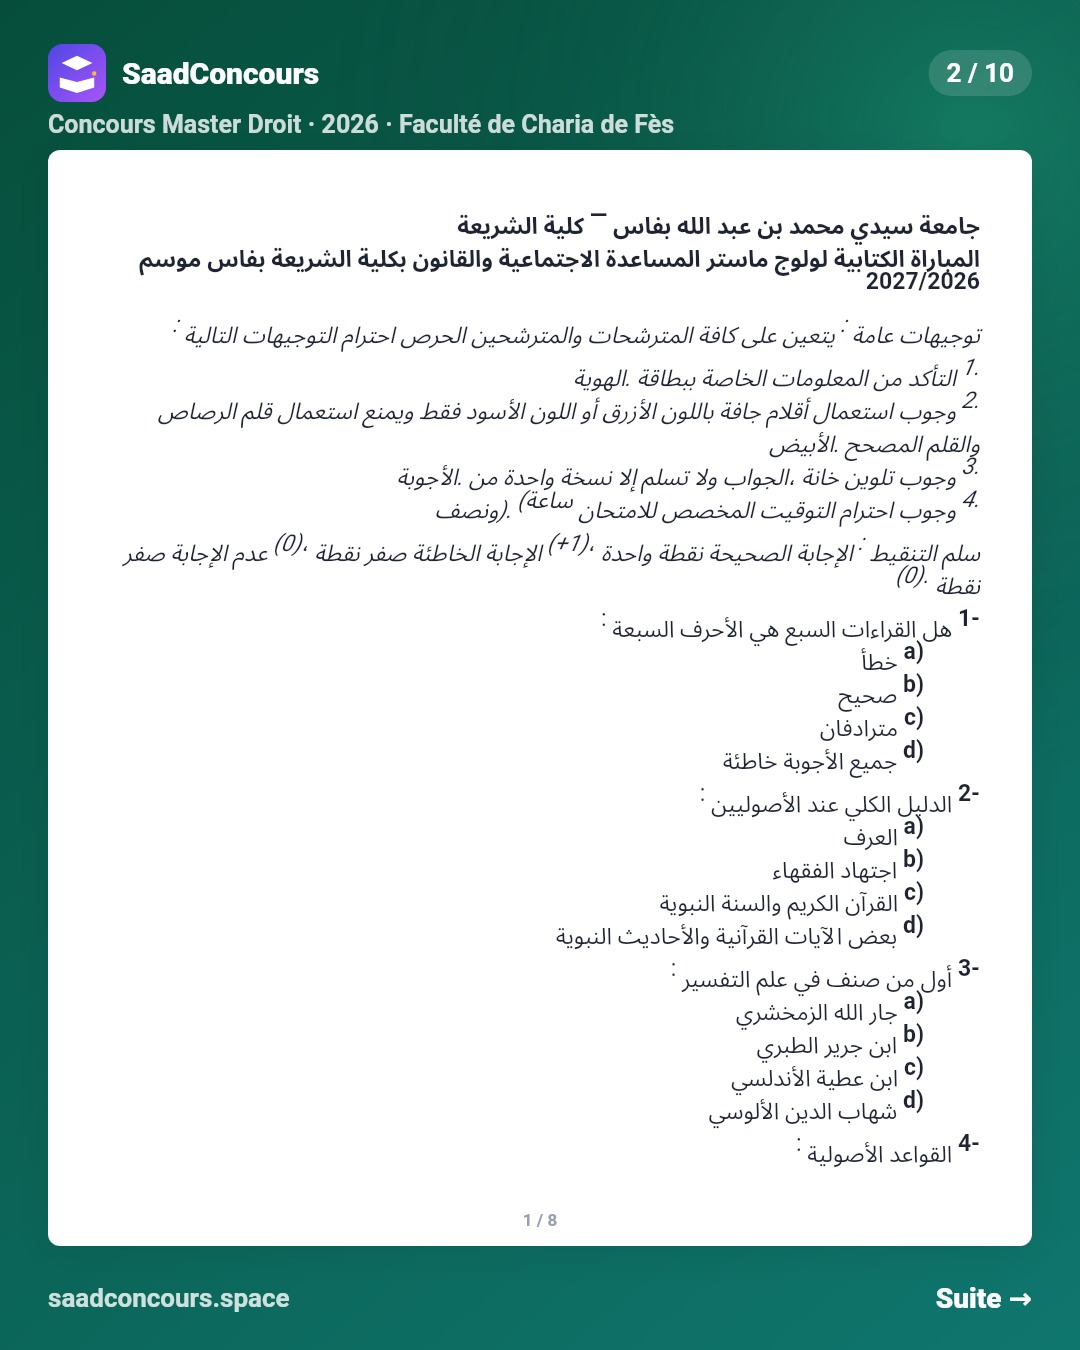 SaadConcours
2 / 10
Concours Master Droit · 2026 · Faculté de Charia de Fès
جامعة سيدي محمد بن عبد الله بفاس – كلية الشريعة
المباراة الكتابية لولوج ماستر المساعدة الاجتماعية والقانون بكلية الشريعة بفاس موسم
2027/2026
توجيهات عامة : يتعين على كافة المترشحات والمترشحين الحرص احترام التوجيهات التالية :
1. التأكد من المعلومات الخاصة ببطاقة .الهوية
2. وجوب استعمال أقلام جافة باللون الأزرق أو اللون الأسود فقط ويمنع استعمال قلم الرصاص
والقلم المصحح .الأبيض
3. وجوب تلوين خانة ،الجواب ولا تسلم إلا نسخة واحدة من .الأجوبة
4. وجوب احترام التوقيت المخصص للامتحان (ساعة ونصف).
سلم التنقيط : الإجابة الصحيحة نقطة واحدة (+1)، الإجابة الخاطئة صفر نقطة (0)، عدم الإجابة صفر
نقطة (0).
1- هل القراءات السبع هي الأحرف السبعة :
a) خطأ
b) صحيح
c) مترادفان
d) جميع الأجوبة خاطئة
2- الدليل الكلي عند الأصوليين :
a) العرف
b) اجتهاد الفقهاء
c) القرآن الكريم والسنة النبوية
d) بعض الآيات القرآنية والأحاديث النبوية
3- أول من صنف في علم التفسير :
a) جار الله الزمخشري
b) ابن جرير الطبري
c) ابن عطية الأندلسي
d) شهاب الدين الألوسي
4- القواعد الأصولية :
1 / 8
saadconcours.space
Suite →